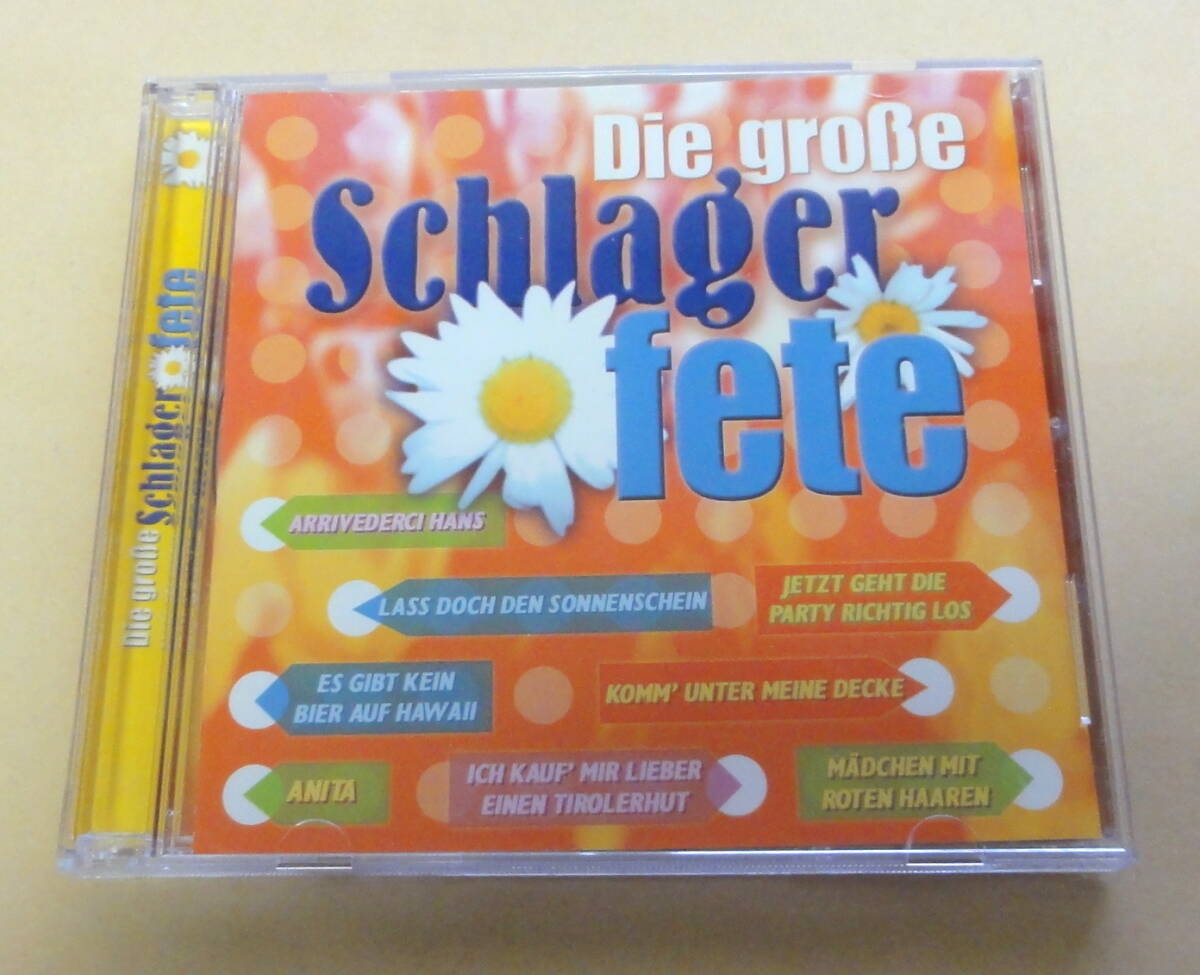 Die große
Schlager
fete
ARRIVEDERCI HANS
LASS DOCH DEN SONNENSCHEIN
JETZT GEHT DIE
PARTY RICHTIG LOS
ES GIBT KEIN
BIER AUF HAWAII
KOMM' UNTER MEINE DECKE
ANITA
ICH KAUF' MIR LIEBER
EINEN TIROLERHUT
MÄDCHEN MIT
ROTEN HAAREN
Die große Schlager fete